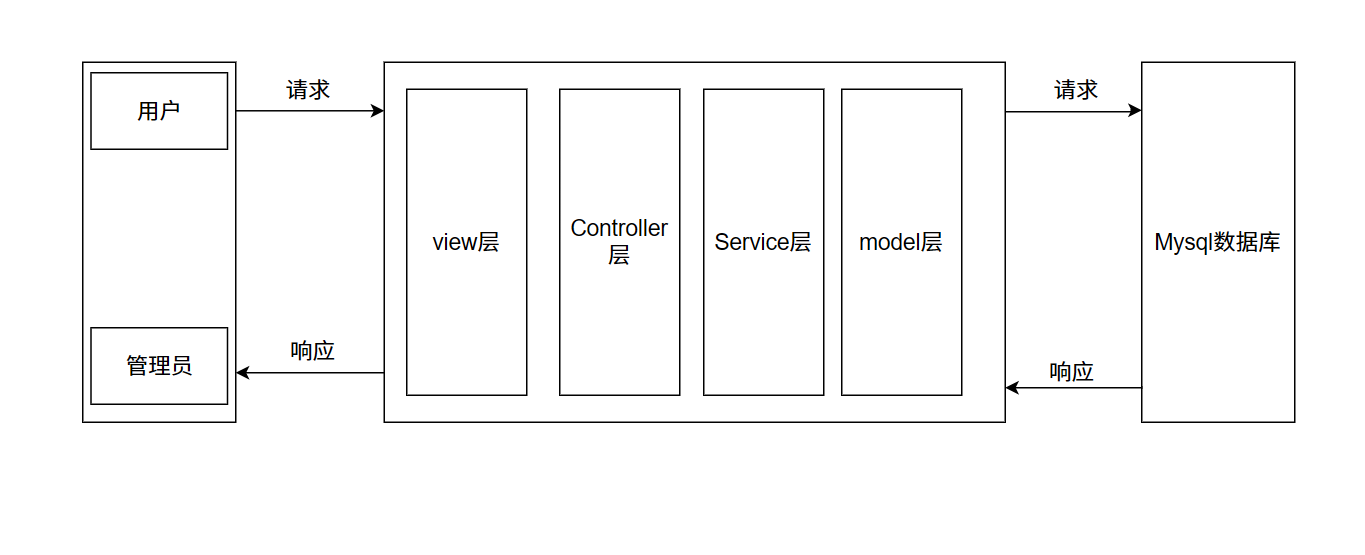 用户
请求
view层
Controller
层
Service层
model层
请求
Mysql数据库
管理员
响应
响应